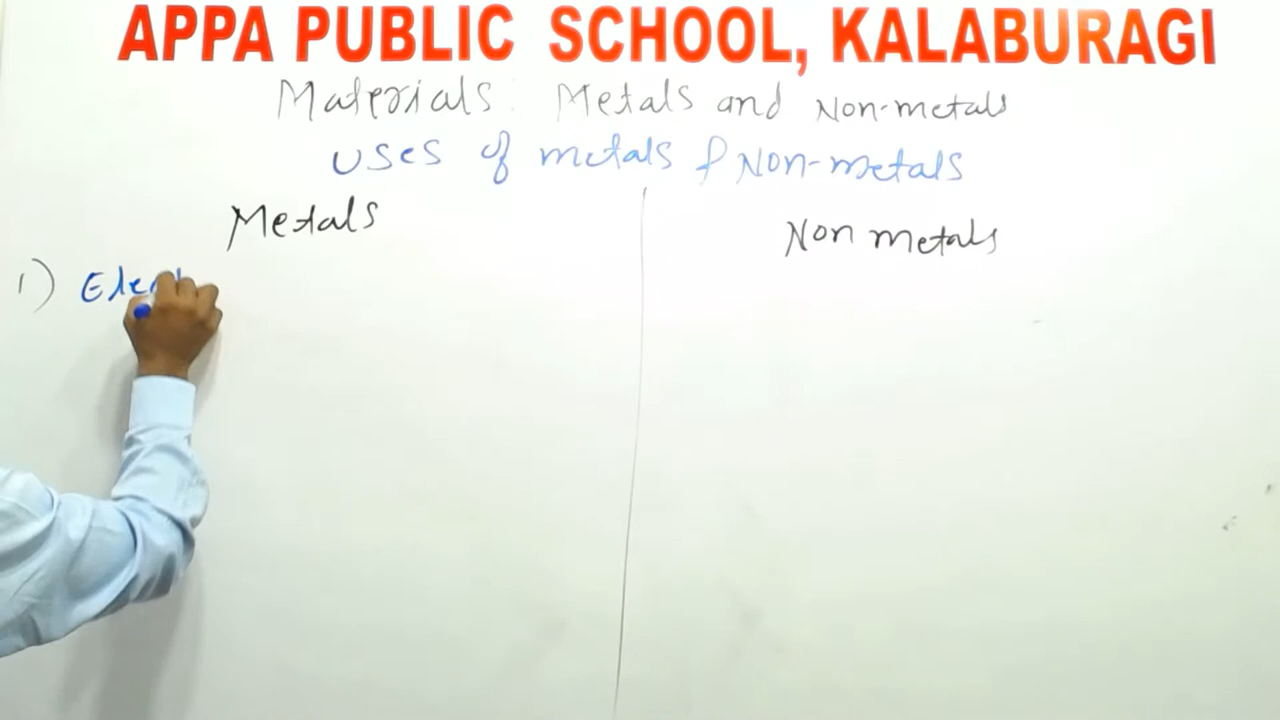 APPA PUBLIC SCHOOL, KALABURAGI
Materials: Metals and Non-metals
Uses of metals & Non-metals
Metals
Non metals
1)